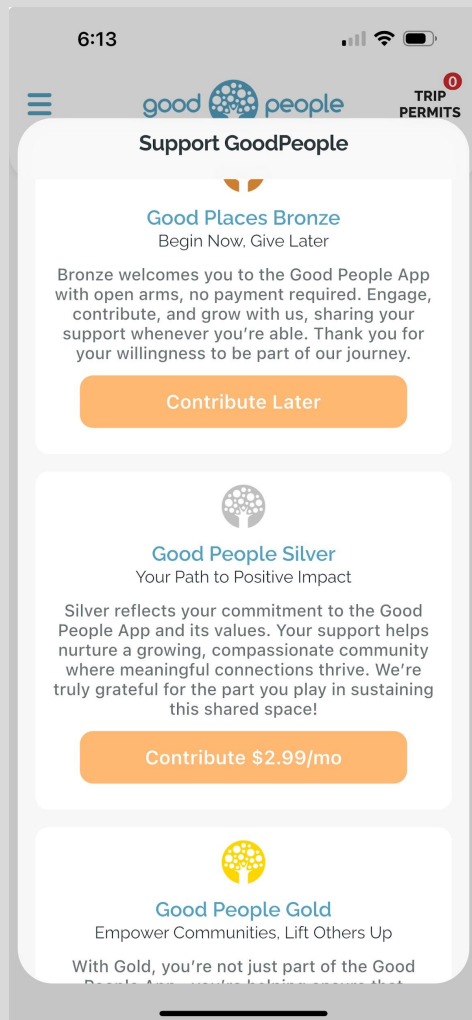 6:13
good people
0
TRIP
PERMITS
Support GoodPeople
Good Places Bronze
Begin Now, Give Later
Bronze welcomes you to the Good People App
with open arms, no payment required. Engage,
contribute, and grow with us, sharing your
support whenever you’re able. Thank you for
your willingness to be part of our journey.
Contribute Later
Good People Silver
Your Path to Positive Impact
Silver reflects your commitment to the Good
People App and its values. Your support helps
nurture a growing, compassionate community
where meaningful connections thrive. We’re
truly grateful for the part you play in sustaining
this shared space!
Contribute $2.99/mo
Good People Gold
Empower Communities, Lift Others Up
With Gold, you’re not just part of the Good